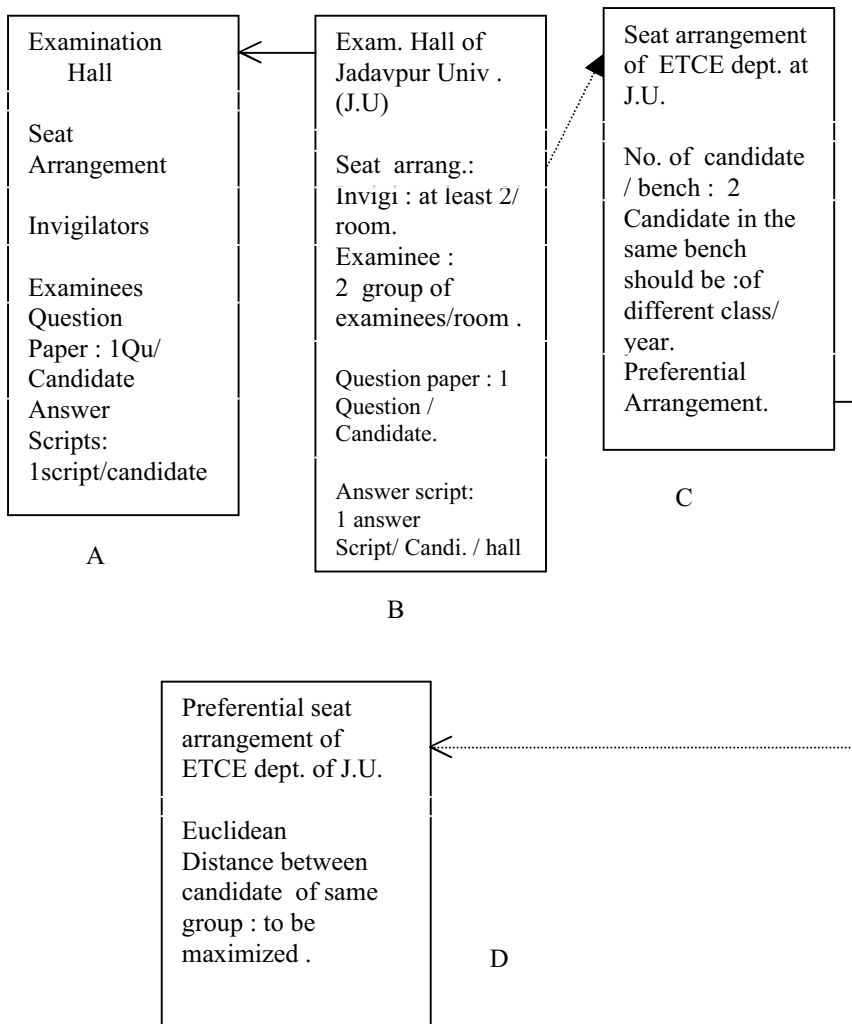 Examination
Hall
Seat
Arrangement
Invigilators
Examinees
Question
Paper : 1Qu/
Candidate
Answer
Scripts:
1script/candidate
A
Exam. Hall of
Jadavpur Univ .
(J.U)
Seat arrang.:
Invigi : at least 2/
room.
Examinee :
2 group of
examinees/room .
Question paper : 1
Question /
Candidate.
Answer script:
1 answer
Script/ Candi. / hall
B
Seat arrangement
of ETCE dept. at
J.U.
No. of candidate
/ bench : 2
Candidate in the
same bench
should be :of
different class/
year.
Preferential
Arrangement.
C
Preferential seat
arrangement of
ETCE dept. of J.U.
Euclidean
Distance between
candidate of same
group : to be
maximized .
D